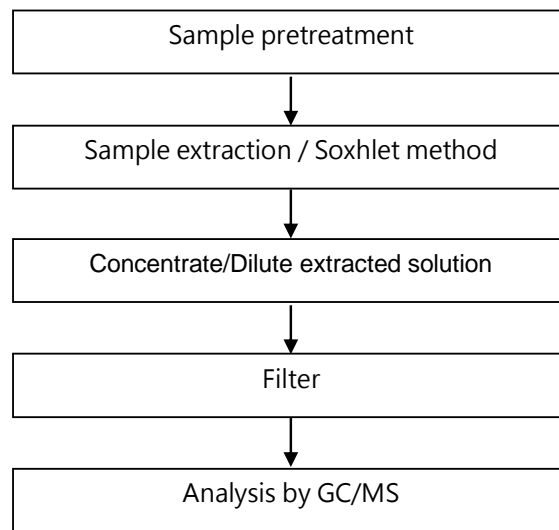 Sample pretreatment
Sample extraction / Soxhlet method
Concentrate/Dilute extracted solution
Filter
Analysis by GC/MS